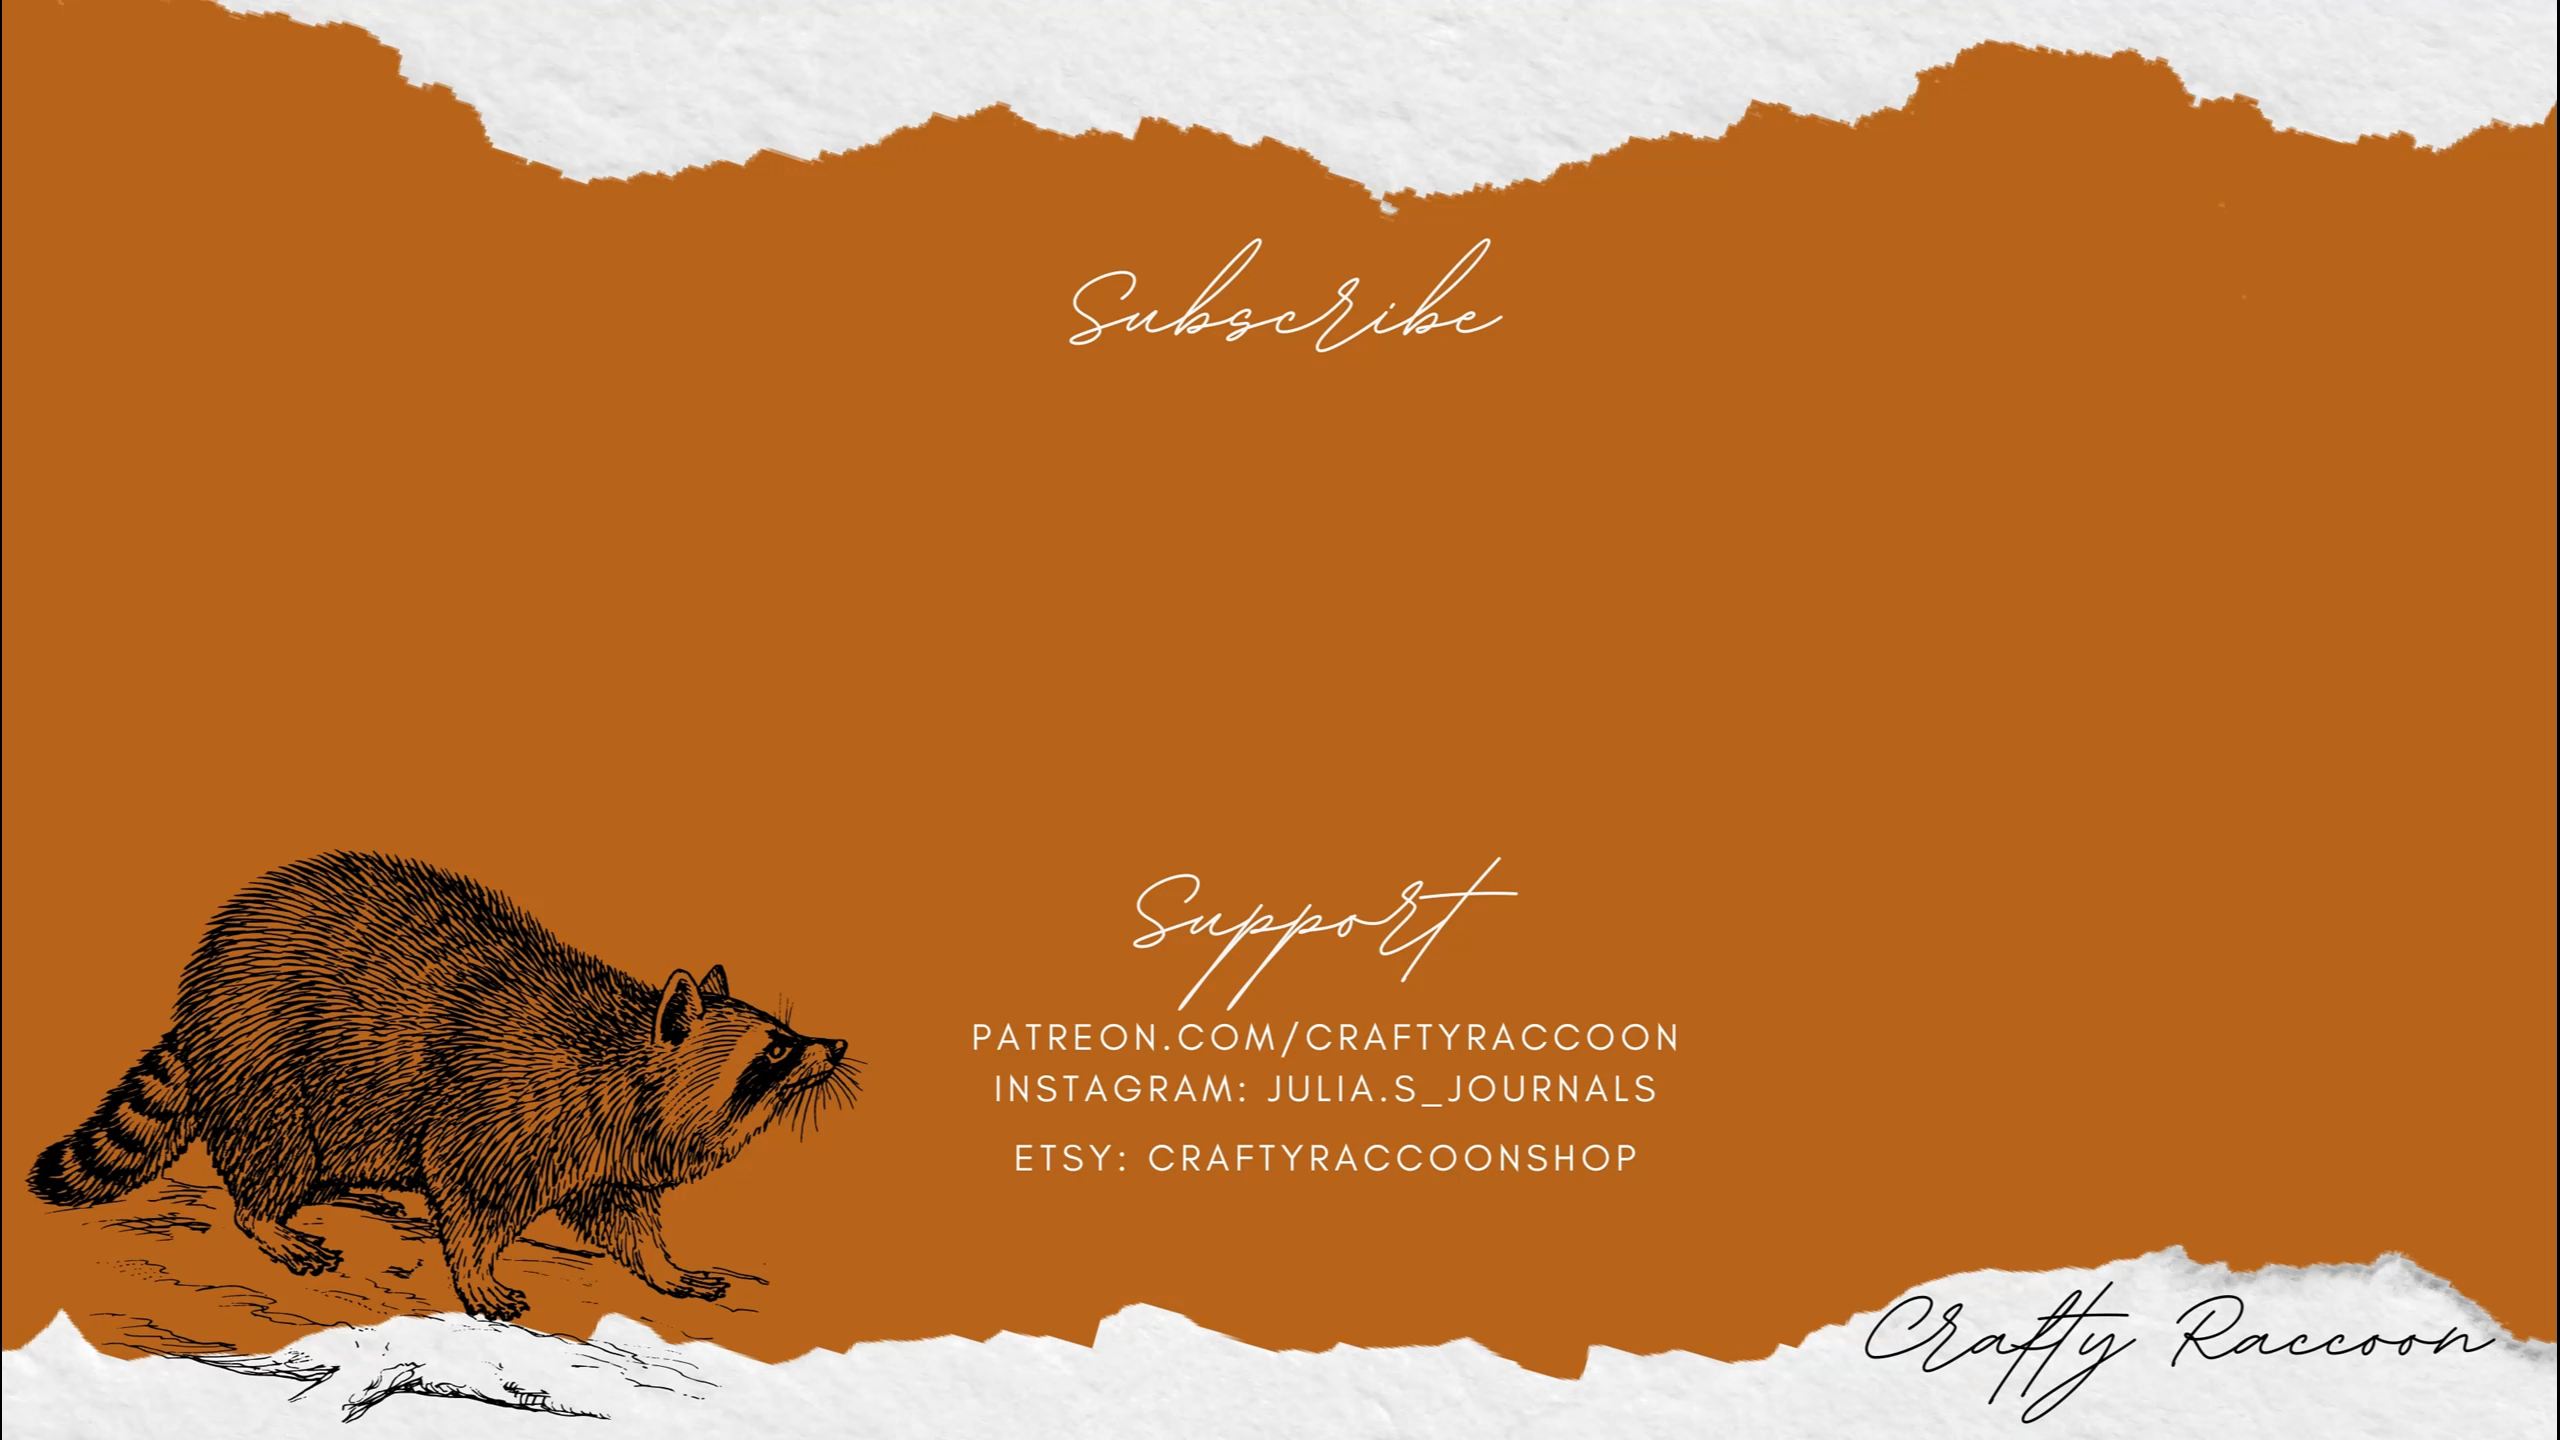 Subscribe
Support
PATREON.COM/CRAFTYRACCOON
INSTAGRAM: JULIA.S_JOURNALS
ETSY: CRAFTYRACCOONSHOP
Crafty Raccoon